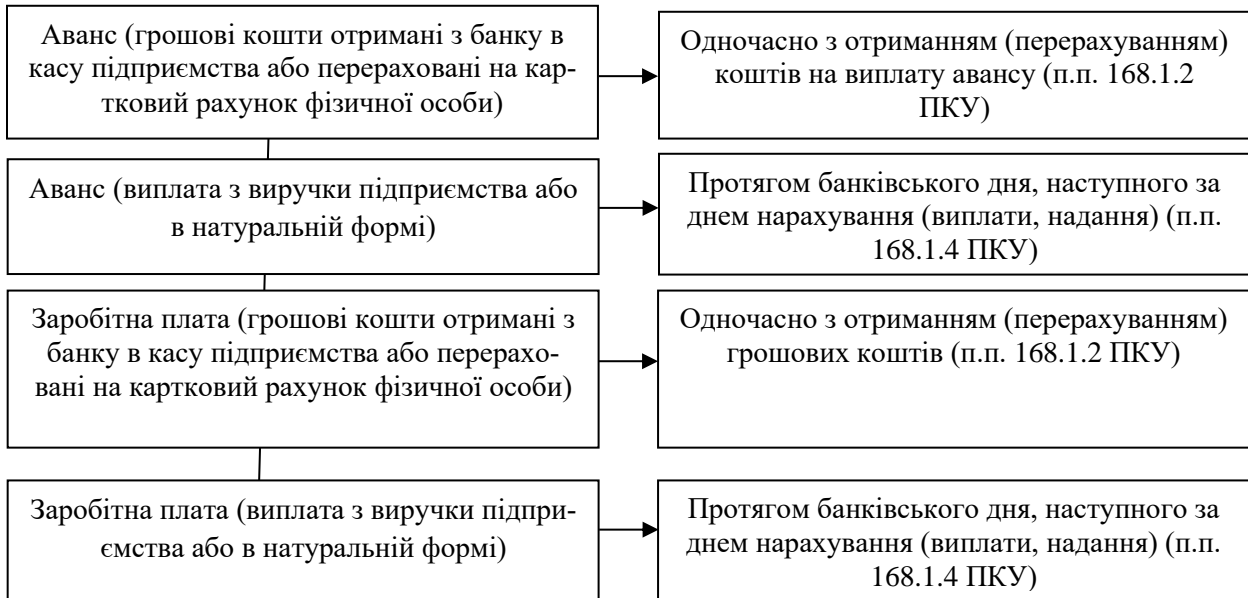 Аванс (грошові кошти отримані з банку в
касу підприємства або перераховані на кар-
тковий рахунок фізичної особи)
Одночасно з отриманням (перерахуванням)
коштів на виплату авансу (п.п. 168.1.2
ПКУ)
Аванс (виплата з виручки підприємства або
в натуральній формі)
Протягом банківського дня, наступного за
днем нарахування (виплати, надання) (п.п.
168.1.4 ПКУ)
Заробітна плата (грошові кошти отримані з
банку в касу підприємства або перерахо-
вані на картковий рахунок фізичної особи)
Одночасно з отриманням (перерахуванням)
грошових коштів (п.п. 168.1.2 ПКУ)
Заробітна плата (виплата з виручки підпри-
ємства або в натуральній формі)
Протягом банківського дня, наступного за
днем нарахування (виплати, надання) (п.п.
168.1.4 ПКУ)